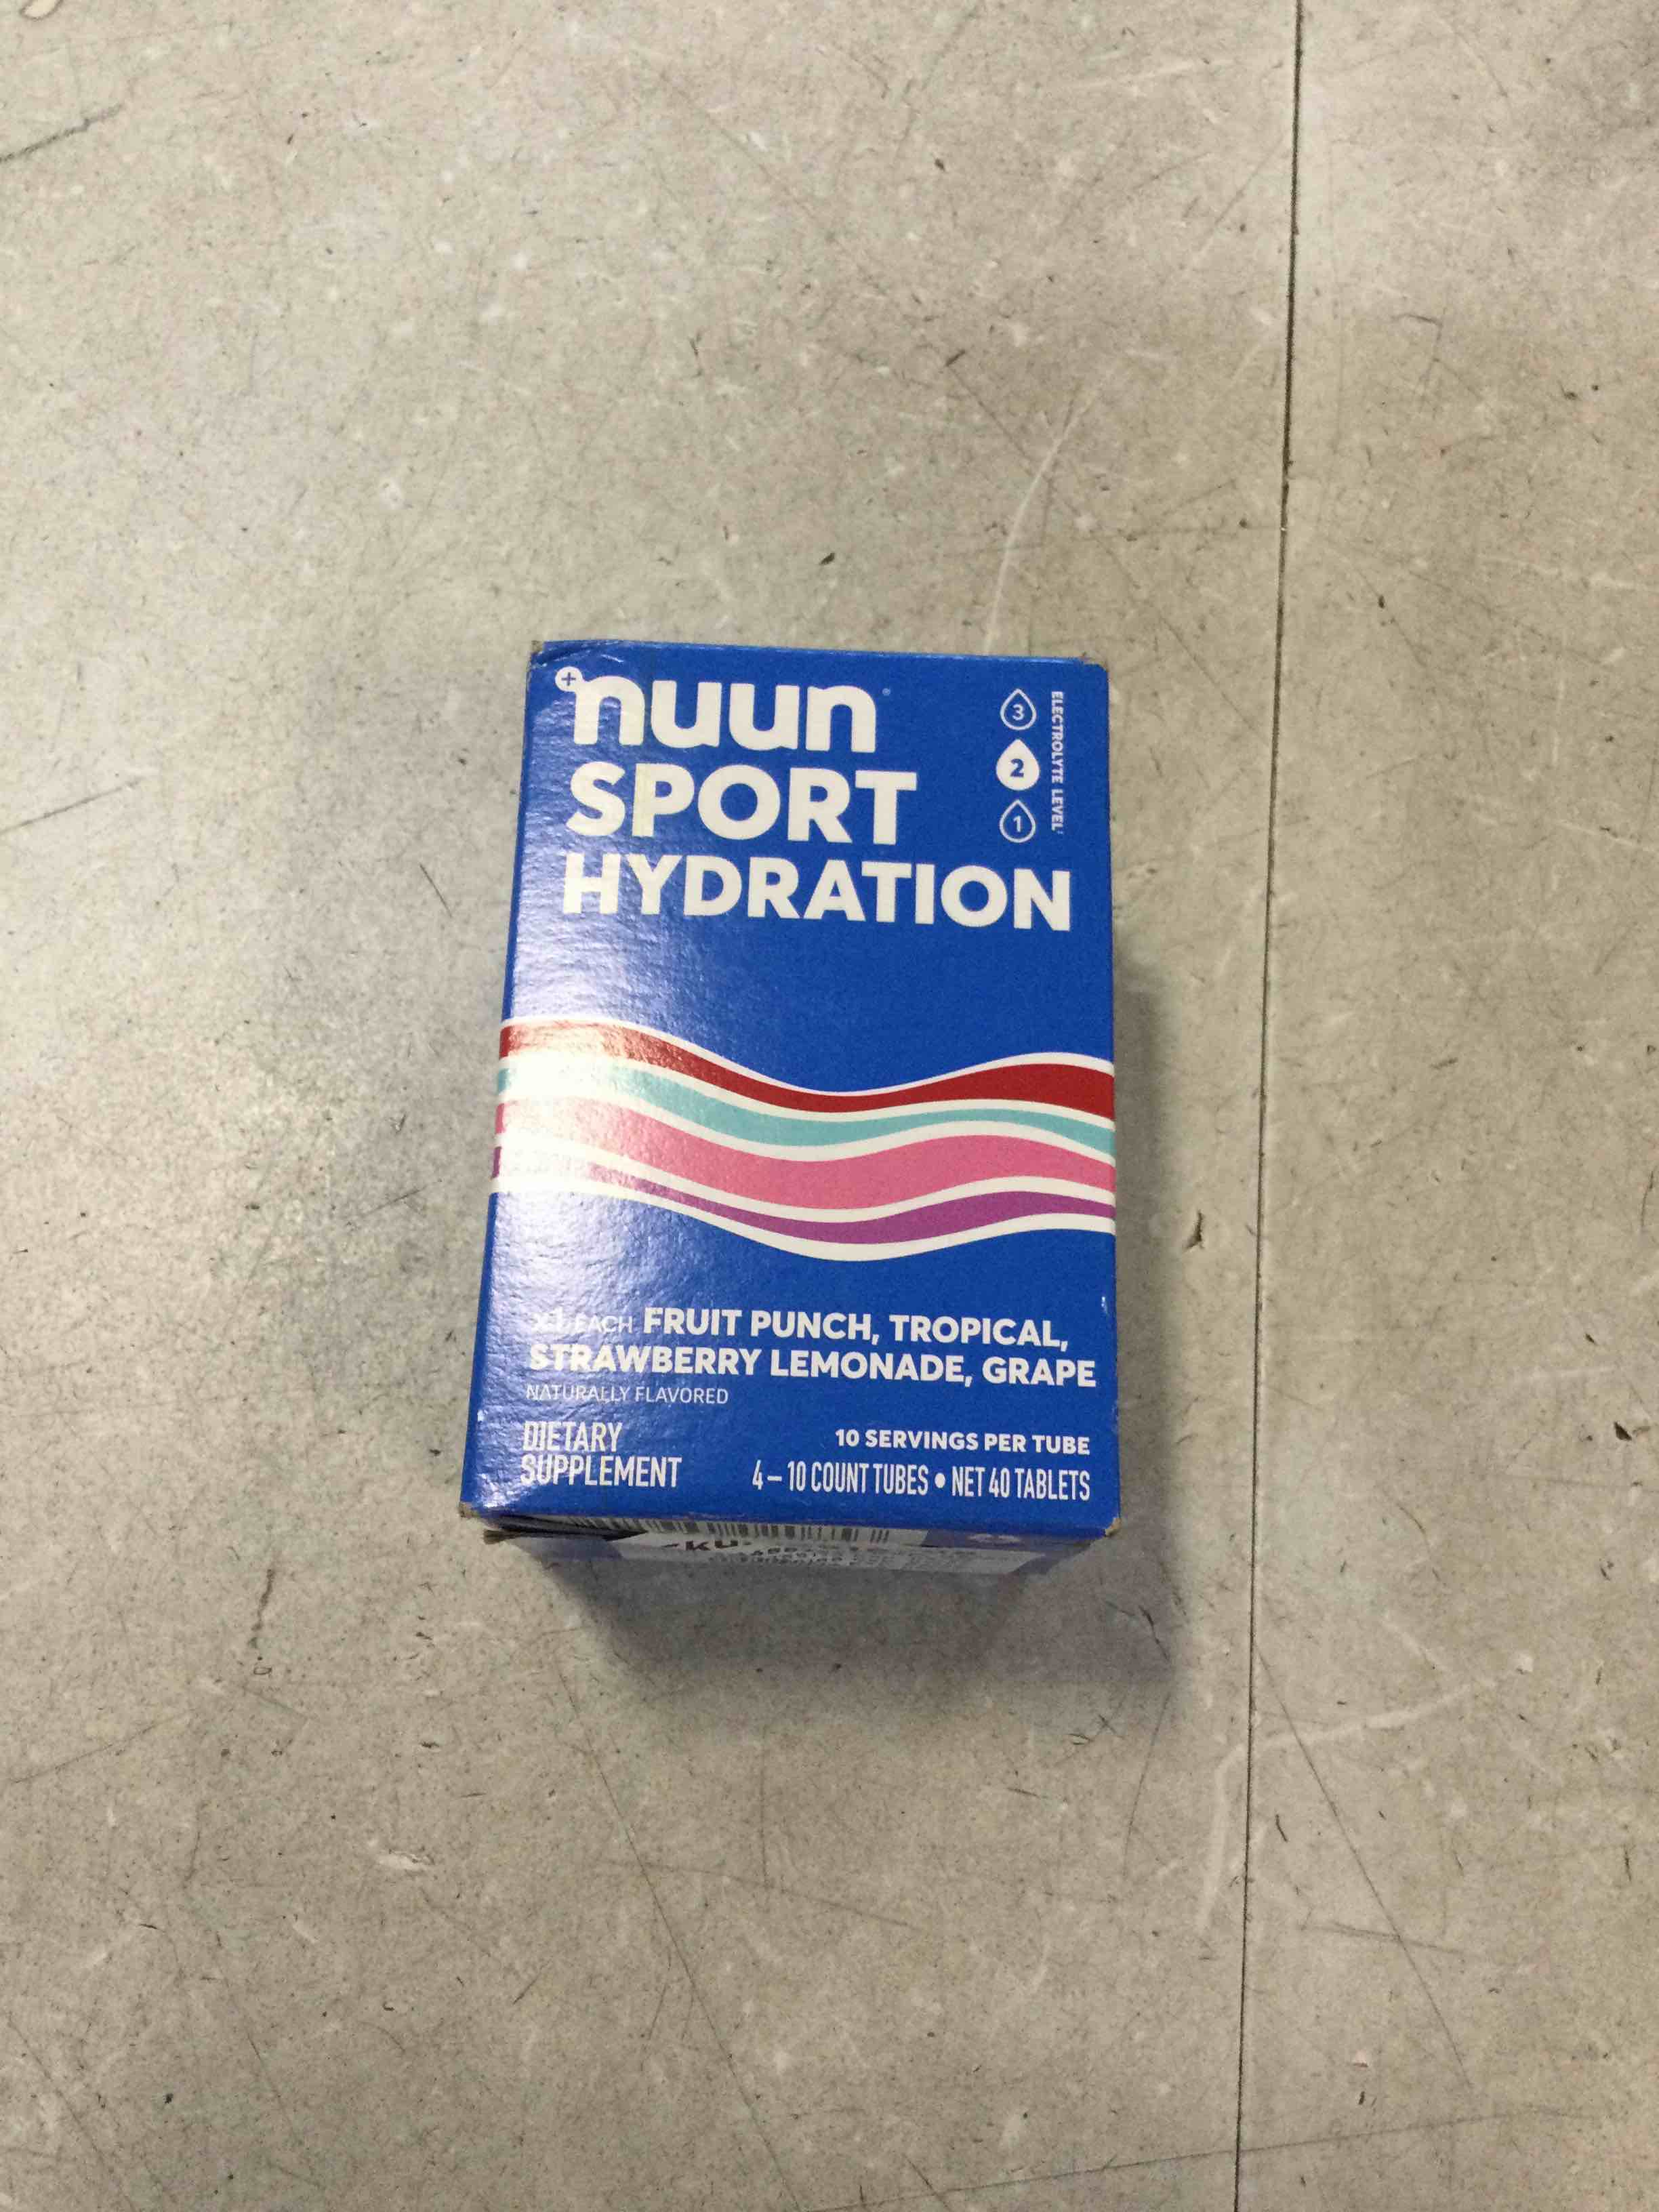 nuun®
SPORT
HYDRATION
3
2
1
ELECTROLYTE LEVEL
x1 EACH FRUIT PUNCH, TROPICAL,
STRAWBERRY LEMONADE, GRAPE
NATURALLY FLAVORED
DIETARY
SUPPLEMENT
10 SERVINGS PER TUBE
4 – 10 COUNT TUBES • NET 40 TABLETS